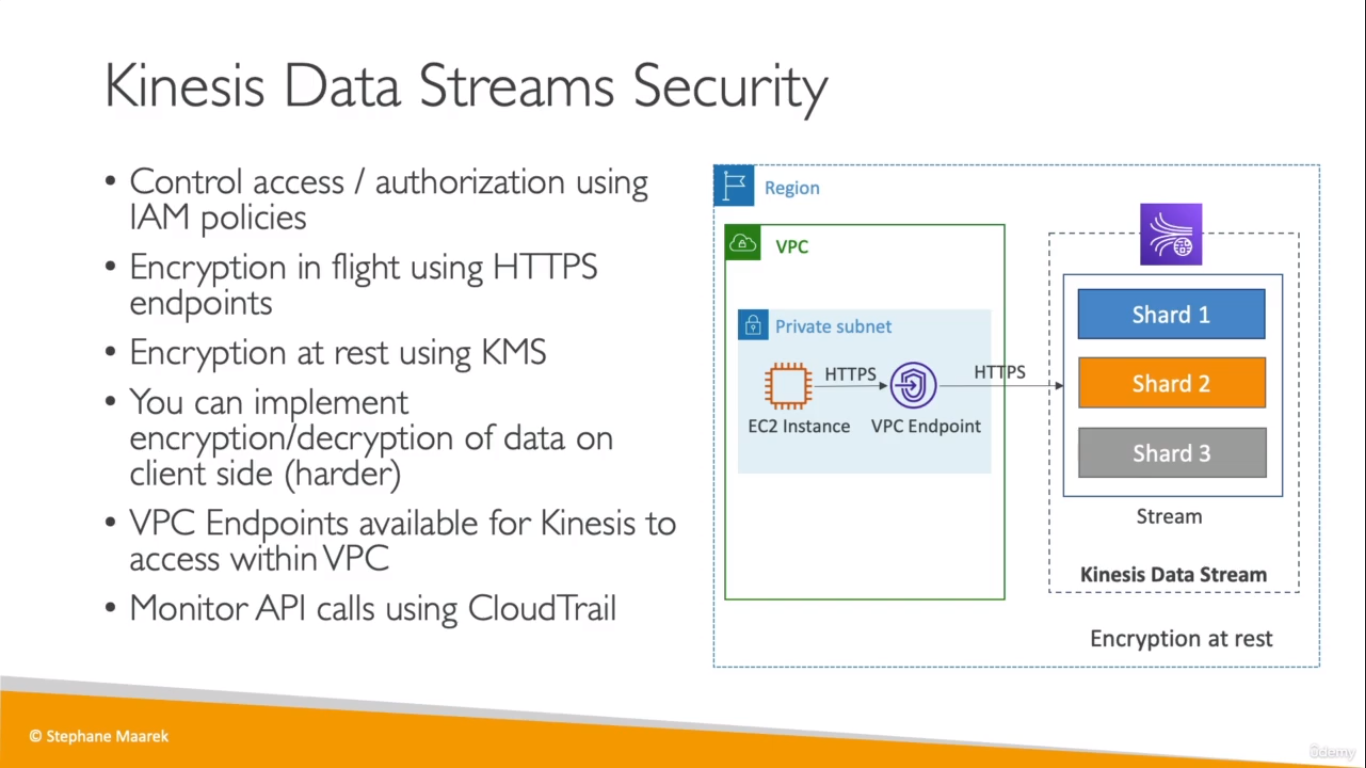 Kinesis Data Streams Security
• Control access / authorization using
IAM policies
• Encryption in flight using HTTPS
endpoints
• Encryption at rest using KMS
• You can implement
encryption/decryption of data on
client side (harder)
• VPC Endpoints available for Kinesis to
access within VPC
• Monitor API calls using CloudTrail
Region
VPC
Private subnet
HTTPS
HTTPS
EC2 Instance
VPC Endpoint
Shard 1
Shard 2
Shard 3
Stream
Kinesis Data Stream
Encryption at rest
© Stephane Maarek
ûdemy